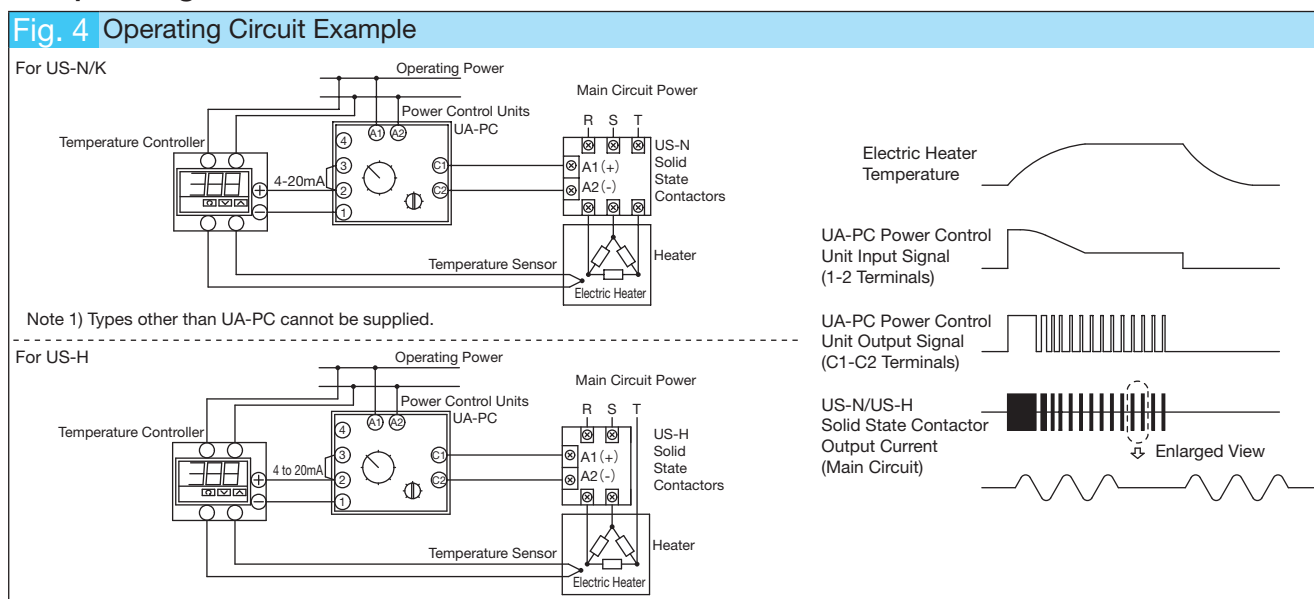 Fig. 4 Operating Circuit Example
For US-N/K
Operating Power
Main Circuit Power
Power Control Units
UA-PC
Temperature Controller
A1 A2
4
3
2
1
C1
C2
4-20mA
+
−
R S T
A1(+)
A2(-)
US-N
Solid
State
Contactors
Temperature Sensor
Heater
Electric Heater
Note 1) Types other than UA-PC cannot be supplied.
For US-H
Operating Power
Main Circuit Power
Power Control Units
UA-PC
Temperature Controller
A1 A2
4
3
2
1
C1
C2
4 to 20mA
+
−
R S T
A1(+)
A2(-)
US-H
Solid
State
Contactors
Temperature Sensor
Heater
Electric Heater
Electric Heater
Temperature
UA-PC Power Control
Unit Input Signal
(1-2 Terminals)
UA-PC Power Control
Unit Output Signal
(C1-C2 Terminals)
US-N/US-H
Solid State Contactor
Output Current
(Main Circuit)
Enlarged View